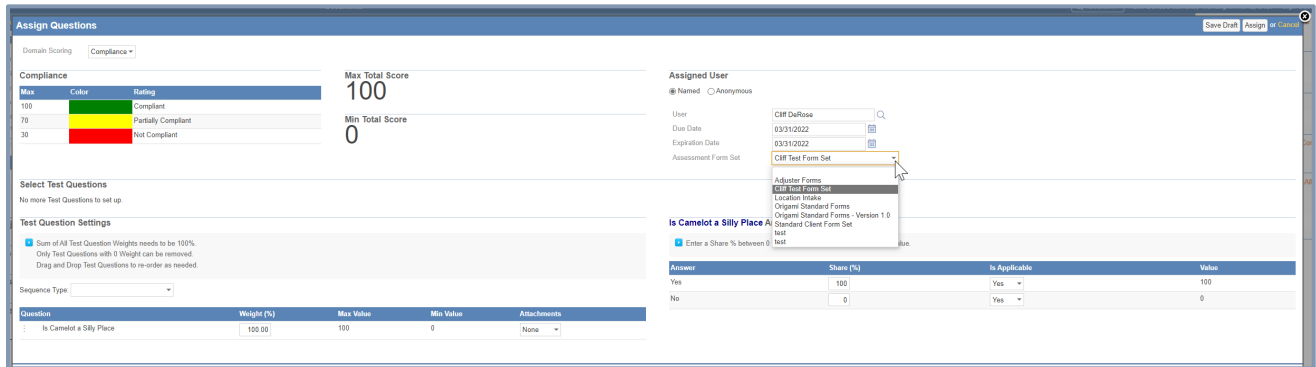 Assign Questions
Save Draft Assign or Cancel
Domain Scoring Compliance
Compliance
Max Color Rating
100 Compliant
70 Partially Compliant
30 Not Compliant
Max Total Score
100
Min Total Score
0
Assigned User
Named Anonymous
User Cliff DeRose
Due Date 03/31/2022
Expiration Date 03/31/2022
Assessment Form Set Cliff Test Form Set
Adjuster Forms
Cliff Test Form Set
Location Intake
Origami Standard Forms
Origami Standard Forms - Version 1.0
Standard Client Form Set
test
test
Select Test Questions
No more Test Questions to set up.
Test Question Settings
Sum of All Test Question Weights needs to be 100%.
Only Test Questions with 0 Weight can be removed.
Drag and Drop Test Questions to re-order as needed.
Sequence Type:
Question Weight (%) Max Value Min Value Attachments
Is Camelot a Silly Place 100.00 100 0 None
Is Camelot a Silly Place
Enter a Share % between 0
Answer Share (%) Is Applicable Value
Yes 100 Yes 100
No 0 Yes 0